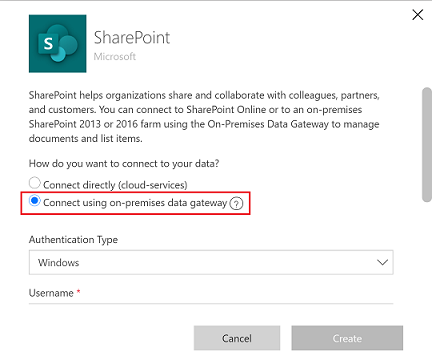 SharePoint
Microsoft
SharePoint helps organizations share and collaborate with colleagues, partners,
and customers. You can connect to SharePoint Online or to an on-premises
SharePoint 2013 or 2016 farm using the On-Premises Data Gateway to manage
documents and list items.
How do you want to connect to your data?
Connect directly (cloud-services)
Connect using on-premises data gateway ?
Authentication Type
Windows
Username *
Cancel
Create